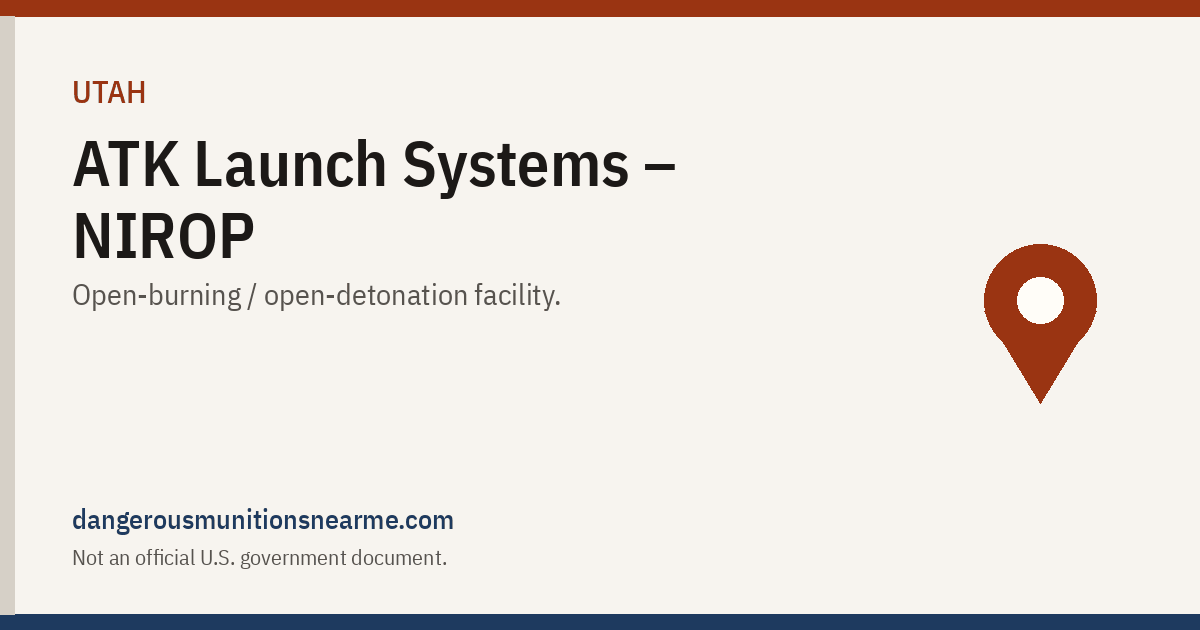 UTAH
ATK Launch Systems –
NIROP
Open-burning / open-detonation facility.
dangerousmunitionsnearme.com
Not an official U.S. government document.